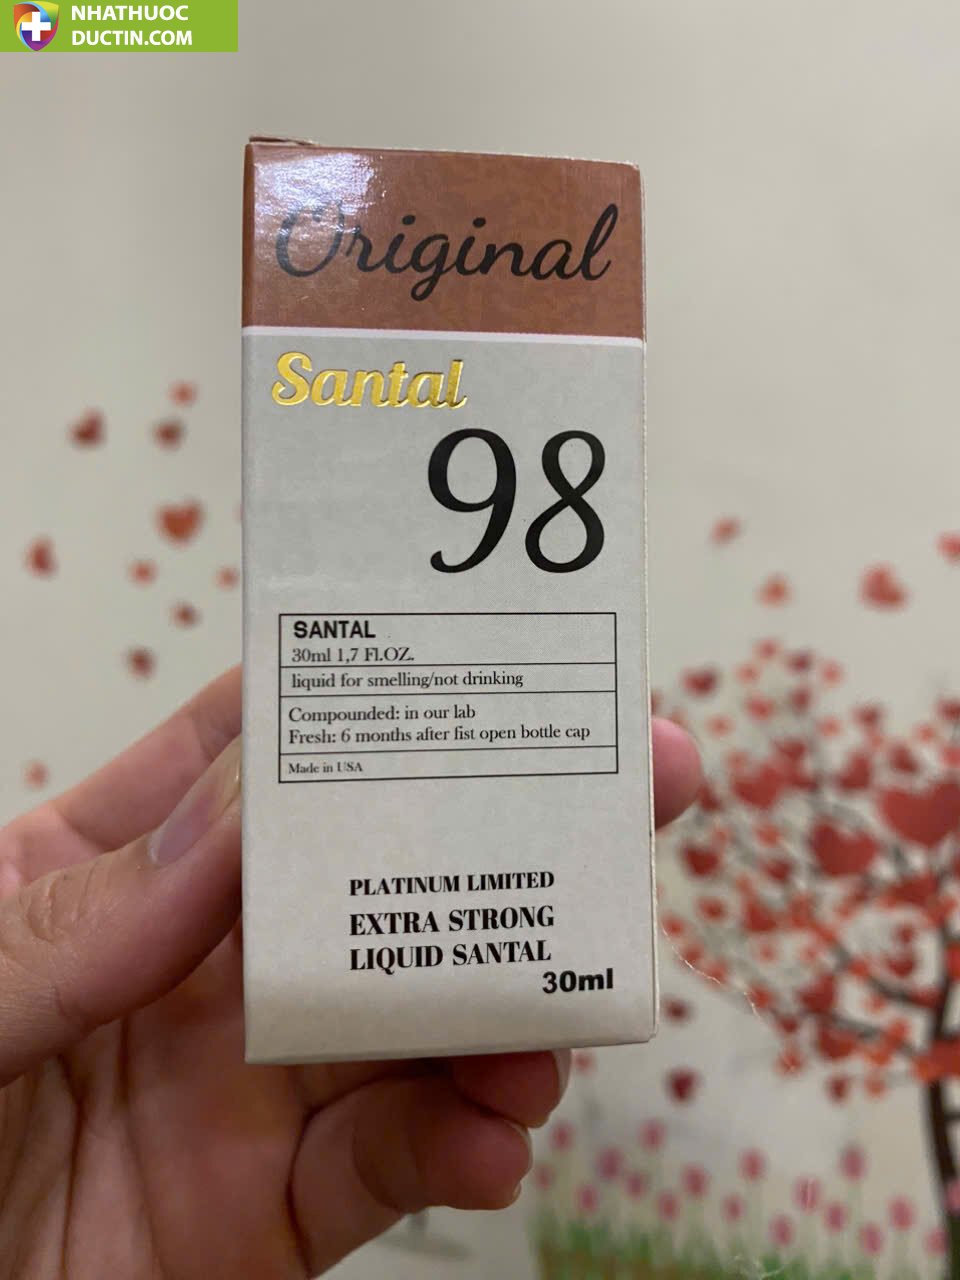 NHATHUOC
DUCTIN.COM
Original
Santal
98
SANTAL
30ml 1,7 Fl.OZ.
liquid for smelling/not drinking
Compounded: in our lab
Fresh: 6 months after fist open bottle cap
Made in USA
PLATINUM LIMITED
EXTRA STRONG
LIQUID SANTAL
30ml